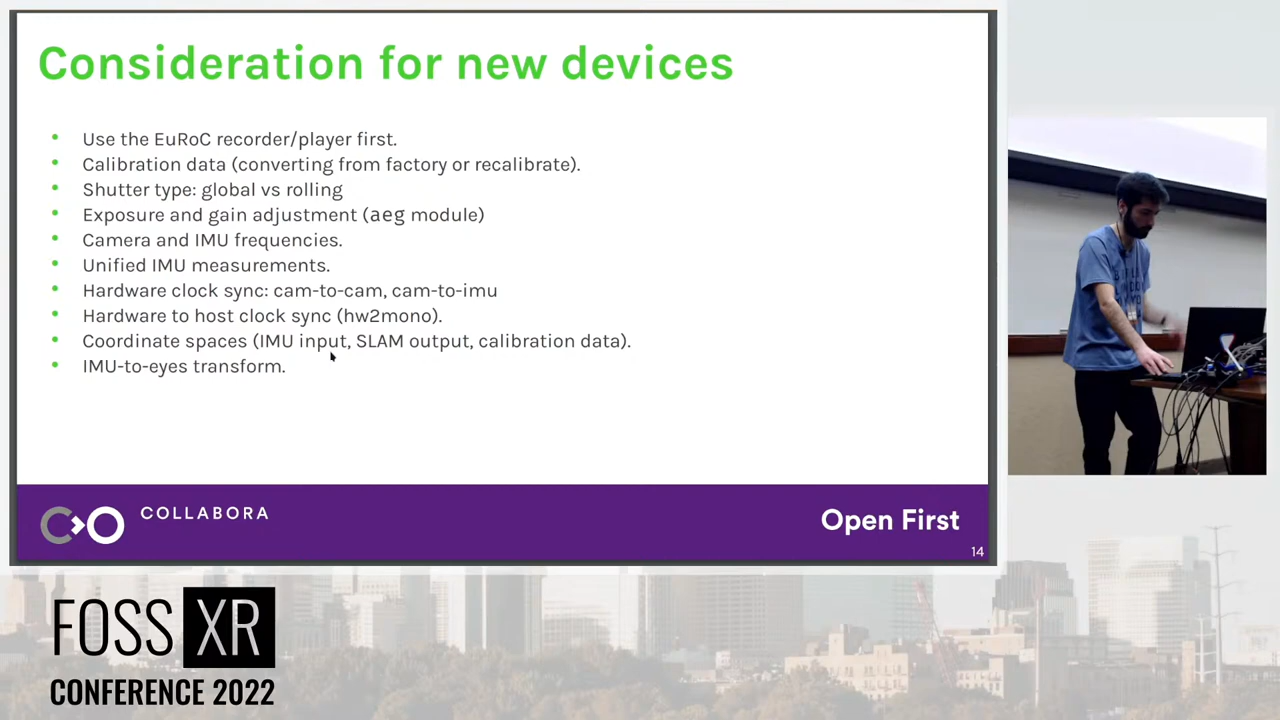 Consideration for new devices
• Use the EuRoC recorder/player first.
• Calibration data (converting from factory or recalibrate).
• Shutter type: global vs rolling
• Exposure and gain adjustment (aeg module)
• Camera and IMU frequencies.
• Unified IMU measurements.
• Hardware clock sync: cam-to-cam, cam-to-imu
• Hardware to host clock sync (hw2mono).
• Coordinate spaces (IMU input, SLAM output, calibration data).
• IMU-to-eyes transform.
COLLABORA
Open First
14
FOSS XR
CONFERENCE 2022